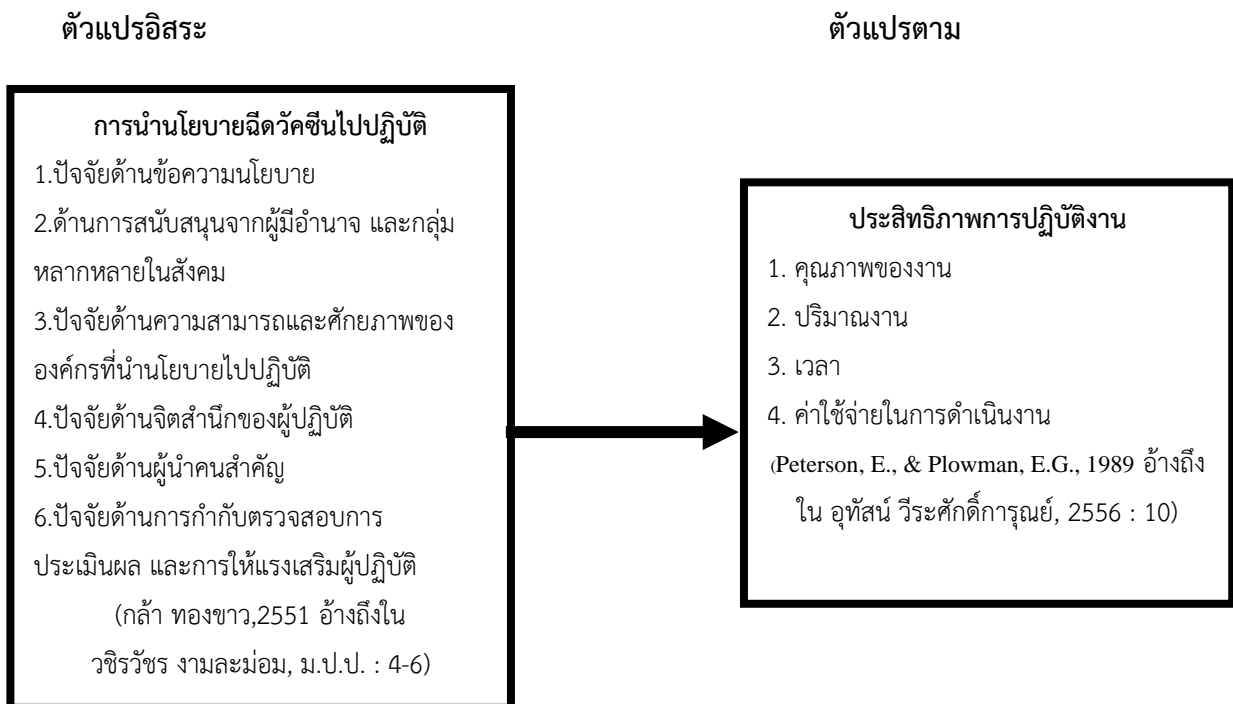 ตัวแปรอิสระ
ตัวแปรตาม
การนำนโยบายฉีดวัคซีนไปปฏิบัติ
1.ปัจจัยด้านข้อความนโยบาย
2.ด้านการสนับสนุนจากผู้มีอำนาจ และกลุ่ม
หลากหลายในสังคม
3.ปัจจัยด้านความสามารถและศักยภาพของ
องค์กรที่นำนโยบายไปปฏิบัติ
4.ปัจจัยด้านจิตสำนึกของผู้ปฏิบัติ
5.ปัจจัยด้านผู้นำคนสำคัญ
6.ปัจจัยด้านการกำกับตรวจสอบการ
ประเมินผล และการให้แรงเสริมผู้ปฏิบัติ
(กล้า ทองขาว,2551 อ้างถึงใน
วชิรวัชร งามละม่อม, ม.ป.ป. : 4-6)
ประสิทธิภาพการปฏิบัติงาน
1. คุณภาพของงาน
2. ปริมาณงาน
3. เวลา
4. ค่าใช้จ่ายในการดำเนินงาน
(Peterson, E., & Plowman, E.G., 1989 อ้างถึง
ใน อุทัสน์ วีระศักดิ์การุณย์, 2556 : 10)